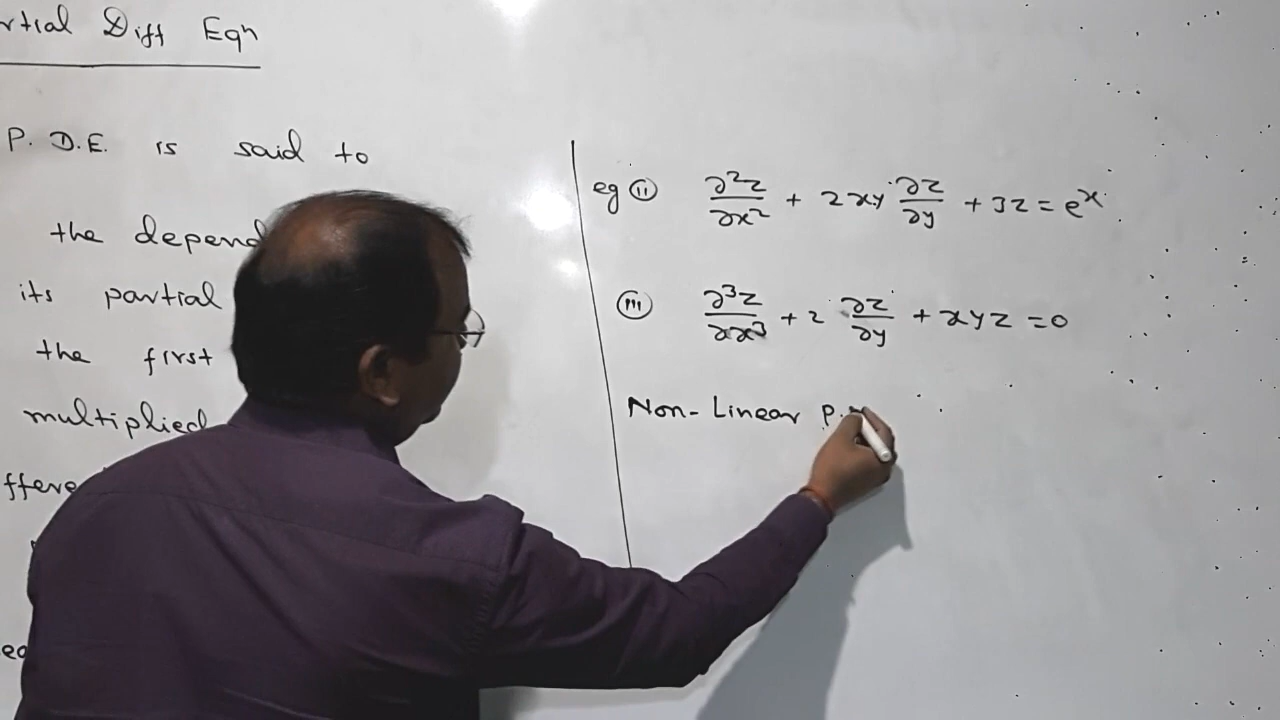 rtial Diff Eqn
P. D.E. is said to
the depend
its partial
the first
multiplied
ffere
eg (ii) ∂²z/∂x² + 2xy ∂z/∂y + 3z = eˣ
(iii) ∂³z/∂x³ + 2 ∂z/∂y + xyz = 0
Non-Linear P.